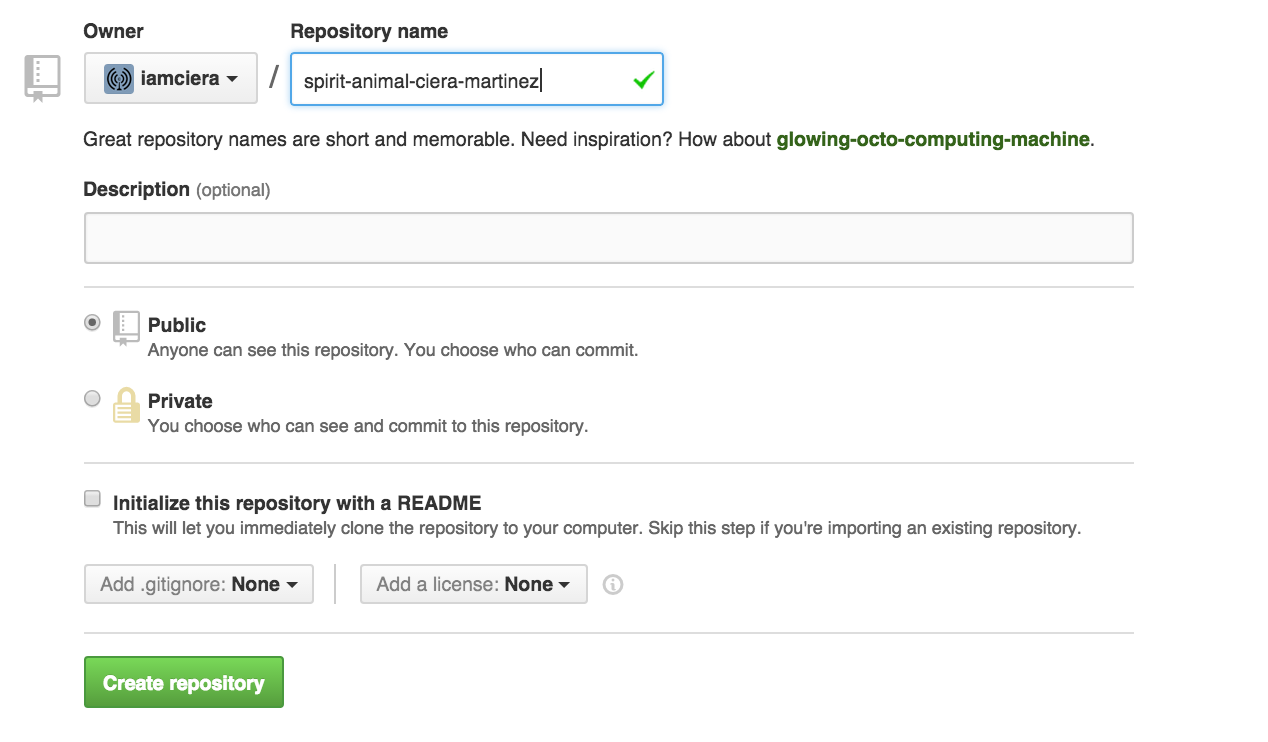 Owner
Repository name
iamciera / spirit-animal-ciera-martinez
Great repository names are short and memorable. Need inspiration? How about glowing-octo-computing-machine.
Description (optional)
Public
Anyone can see this repository. You choose who can commit.
Private
You choose who can see and commit to this repository.
Initialize this repository with a README
This will let you immediately clone the repository to your computer. Skip this step if you're importing an existing repository.
Add .gitignore: None
Add a license: None
Create repository